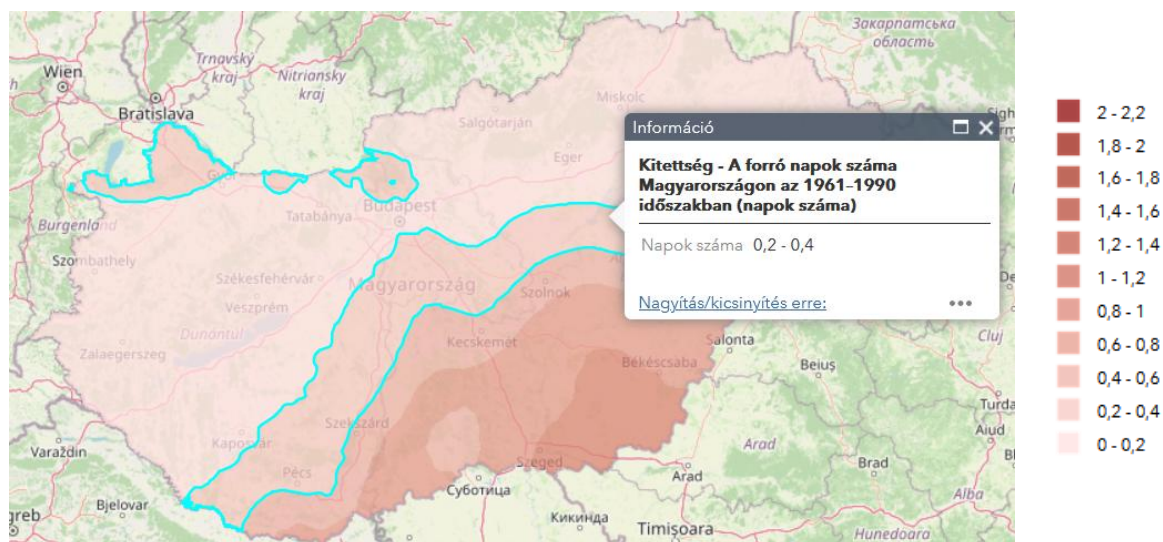 Закарпатська
область
Trnavský
kraj
Nitriansky
kraj
Wien
Bratislava
Miskolc
Salgótarján
Eger
Győr
Tatabánya
Budapest
Burgenland
Szombathely
Székesfehérvár
Magyarország
Veszprém
Szolnok
Dunántúl
Kecskemét
Zalaegerszeg
Békéscsaba
Salonta
Beiuș
Cluj
Turda
Aiud
Szekszárd
Kaposvár
Varaždin
Pécs
Szeged
Arad
Arad
Brad
Суботица
Bjelovar
Alba
Кикинда
Timișoara
Hunedoara
Információ
Kitettség - A forró napok száma
Magyarországon az 1961–1990
időszakban (napok száma)
Napok száma 0,2 - 0,4
Nagyítás/kicsinyítés erre:
2 - 2,2
1,8 - 2
1,6 - 1,8
1,4 - 1,6
1,2 - 1,4
1 - 1,2
0,8 - 1
0,6 - 0,8
0,4 - 0,6
0,2 - 0,4
0 - 0,2